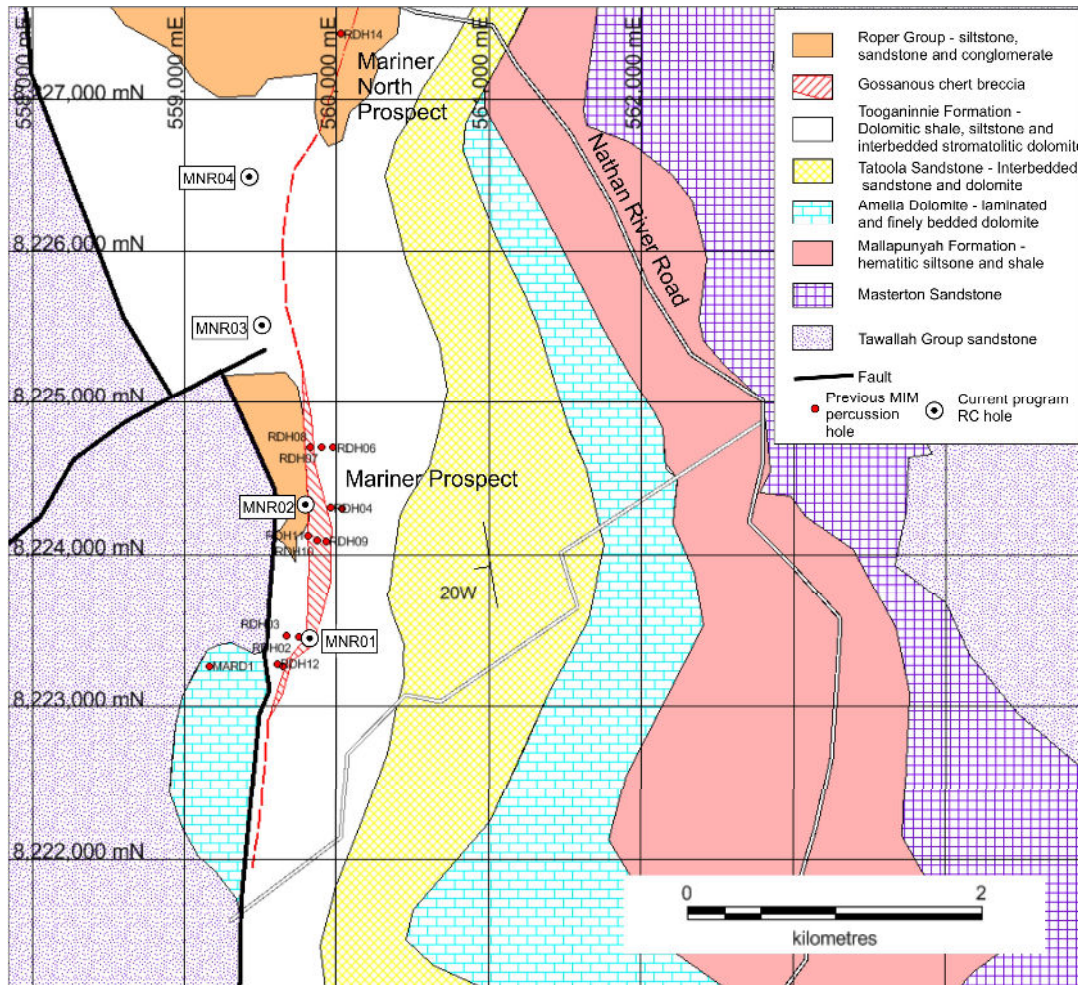 558,000 mE
559,000 mE
560,000 mE
561,000 mE
562,000 mE
8,227,000 mN
8,226,000 mN
8,225,000 mN
8,224,000 mN
8,223,000 mN
8,222,000 mN
RDH14
Mariner
North
Prospect
Nathan River Road
MNR04
MNR03
RDH08
RDH06
RDH07
Mariner Prospect
MNR02
RDH04
RDH11
RDH09
RDH10
20W
RDH03
MNR01
RDH02
RDH12
MARD1
Roper Group - siltstone,
sandstone and conglomerate
Gossanous chert breccia
Tooganinnie Formation -
Dolomitic shale, siltstone and
interbedded stromatolitic dolomite
Tatoola Sandstone - Interbedded
sandstone and dolomite
Amelia Dolomite - laminated
and finely bedded dolomite
Mallapunyah Formation -
hematitic siltsone and shale
Masterton Sandstone
Tawallah Group sandstone
Fault
Previous MIM
percussion
hole
Current program
RC hole
0 2
kilometres